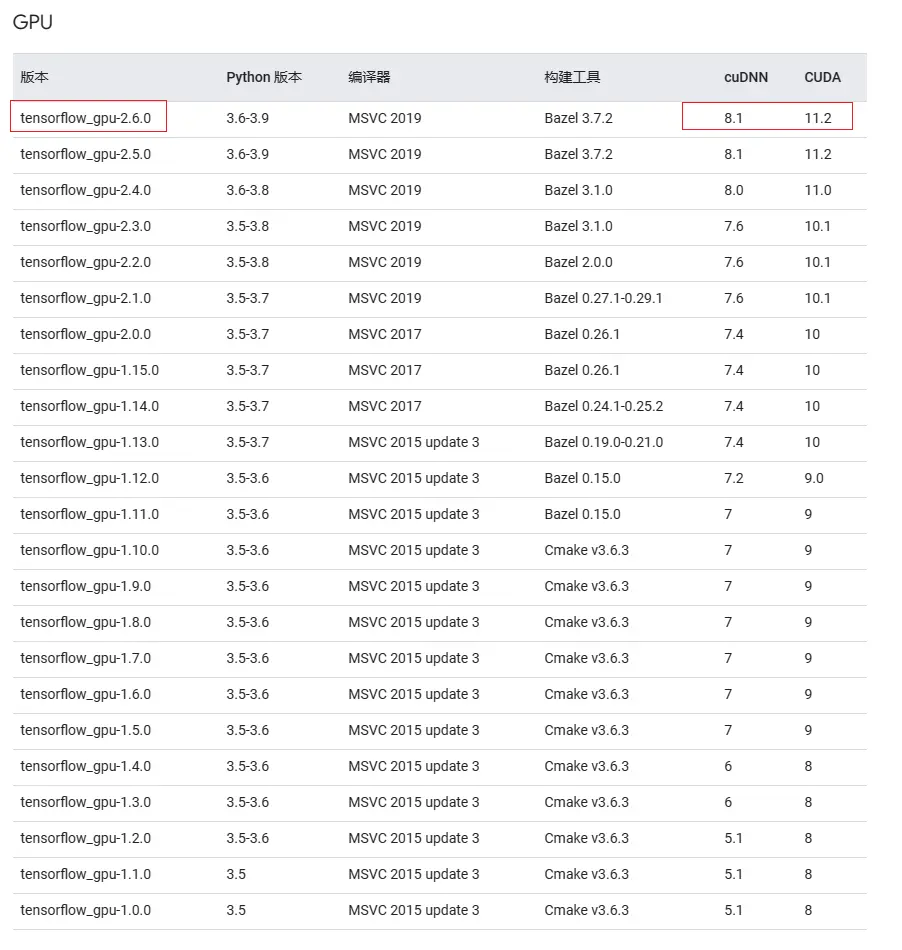 GPU
版本 Python 版本 编译器 构建工具 cuDNN CUDA
tensorflow_gpu-2.6.0 3.6-3.9 MSVC 2019 Bazel 3.7.2 8.1 11.2
tensorflow_gpu-2.5.0 3.6-3.9 MSVC 2019 Bazel 3.7.2 8.1 11.2
tensorflow_gpu-2.4.0 3.6-3.8 MSVC 2019 Bazel 3.1.0 8.0 11.0
tensorflow_gpu-2.3.0 3.5-3.8 MSVC 2019 Bazel 3.1.0 7.6 10.1
tensorflow_gpu-2.2.0 3.5-3.8 MSVC 2019 Bazel 2.0.0 7.6 10.1
tensorflow_gpu-2.1.0 3.5-3.7 MSVC 2019 Bazel 0.27.1-0.29.1 7.6 10.1
tensorflow_gpu-2.0.0 3.5-3.7 MSVC 2017 Bazel 0.26.1 7.4 10
tensorflow_gpu-1.15.0 3.5-3.7 MSVC 2017 Bazel 0.26.1 7.4 10
tensorflow_gpu-1.14.0 3.5-3.7 MSVC 2017 Bazel 0.24.1-0.25.2 7.4 10
tensorflow_gpu-1.13.0 3.5-3.7 MSVC 2015 update 3 Bazel 0.19.0-0.21.0 7.4 10
tensorflow_gpu-1.12.0 3.5-3.6 MSVC 2015 update 3 Bazel 0.15.0 7.2 9.0
tensorflow_gpu-1.11.0 3.5-3.6 MSVC 2015 update 3 Bazel 0.15.0 7 9
tensorflow_gpu-1.10.0 3.5-3.6 MSVC 2015 update 3 Cmake v3.6.3 7 9
tensorflow_gpu-1.9.0 3.5-3.6 MSVC 2015 update 3 Cmake v3.6.3 7 9
tensorflow_gpu-1.8.0 3.5-3.6 MSVC 2015 update 3 Cmake v3.6.3 7 9
tensorflow_gpu-1.7.0 3.5-3.6 MSVC 2015 update 3 Cmake v3.6.3 7 9
tensorflow_gpu-1.6.0 3.5-3.6 MSVC 2015 update 3 Cmake v3.6.3 7 9
tensorflow_gpu-1.5.0 3.5-3.6 MSVC 2015 update 3 Cmake v3.6.3 7 9
tensorflow_gpu-1.4.0 3.5-3.6 MSVC 2015 update 3 Cmake v3.6.3 6 8
tensorflow_gpu-1.3.0 3.5-3.6 MSVC 2015 update 3 Cmake v3.6.3 6 8
tensorflow_gpu-1.2.0 3.5-3.6 MSVC 2015 update 3 Cmake v3.6.3 5.1 8
tensorflow_gpu-1.1.0 3.5 MSVC 2015 update 3 Cmake v3.6.3 5.1 8
tensorflow_gpu-1.0.0 3.5 MSVC 2015 update 3 Cmake v3.6.3 5.1 8